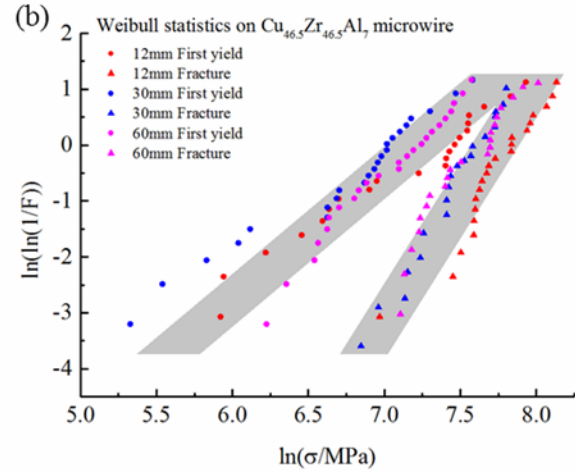 (b)
Weibull statistics on Cu46.5Zr46.5Al7 microwire
2
1
0
-1
-2
-3
-4
ln(ln(1/F))
12mm First yield
12mm Fracture
30mm First yield
30mm Fracture
60mm First yield
60mm Fracture
5.0 5.5 6.0 6.5 7.0 7.5 8.0
ln(σ/MPa)